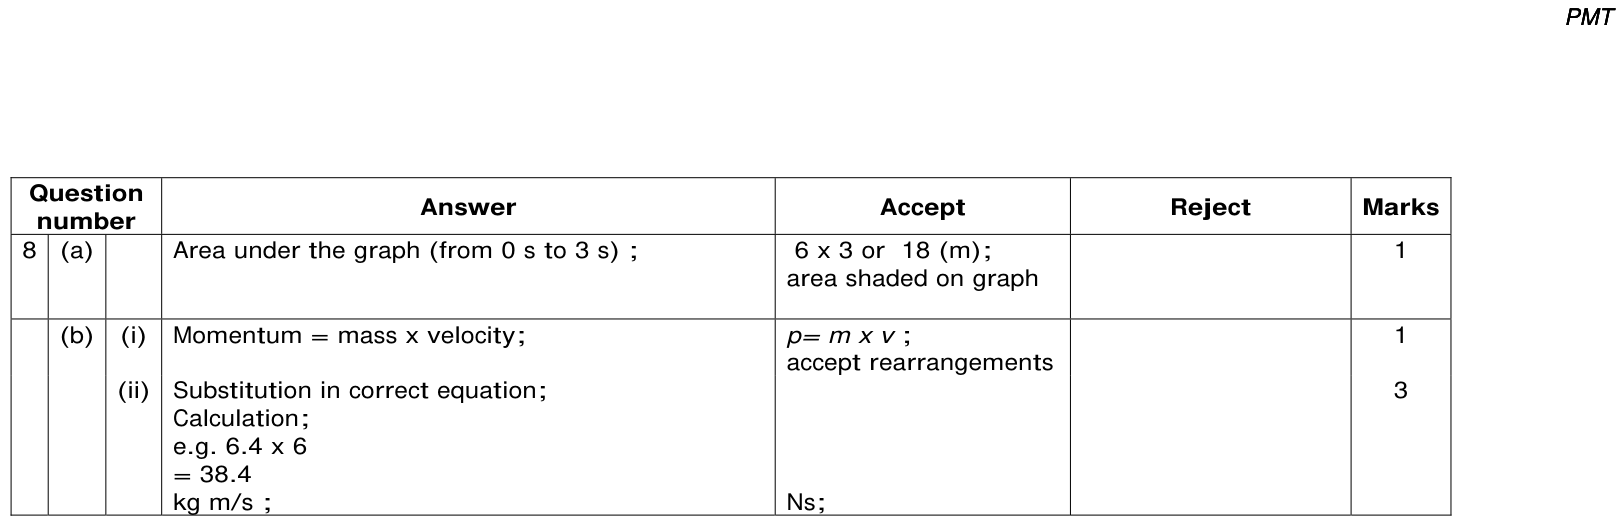 PMT
Question number Answer Accept Reject Marks
8 (a) Area under the graph (from 0 s to 3 s) ; 6 x 3 or 18 (m); 1
area shaded on graph
(b) (i) Momentum = mass x velocity; p= m x v ; 1
accept rearrangements
(ii) Substitution in correct equation; 3
Calculation;
e.g. 6.4 x 6
= 38.4
kg m/s ; Ns;